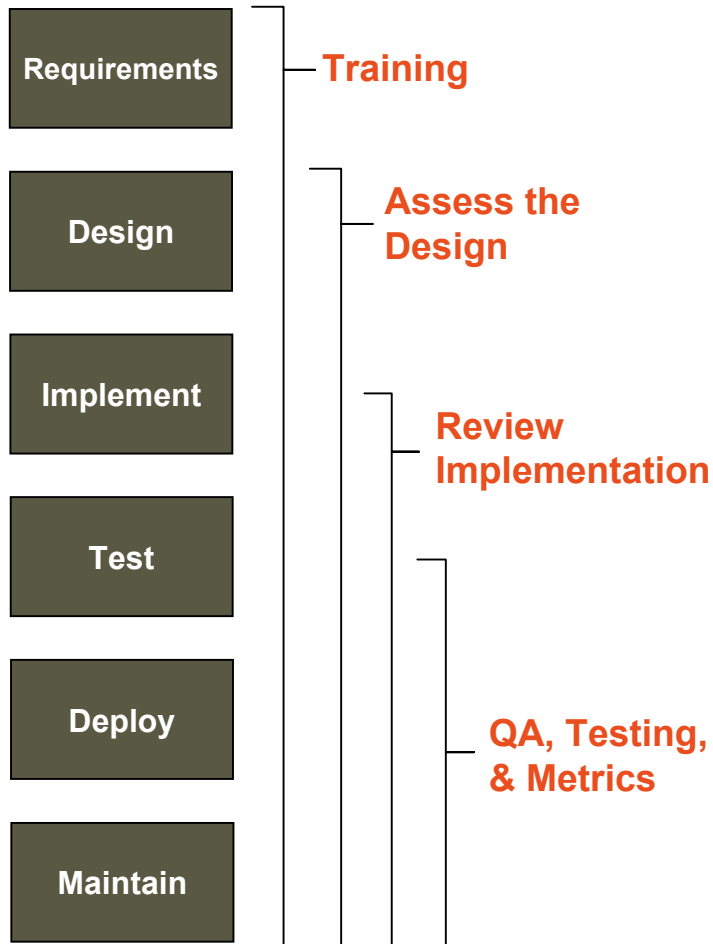 Requirements
Training
Design
Assess the
Design
Implement
Review
Implementation
Test
Deploy
QA, Testing,
& Metrics
Maintain